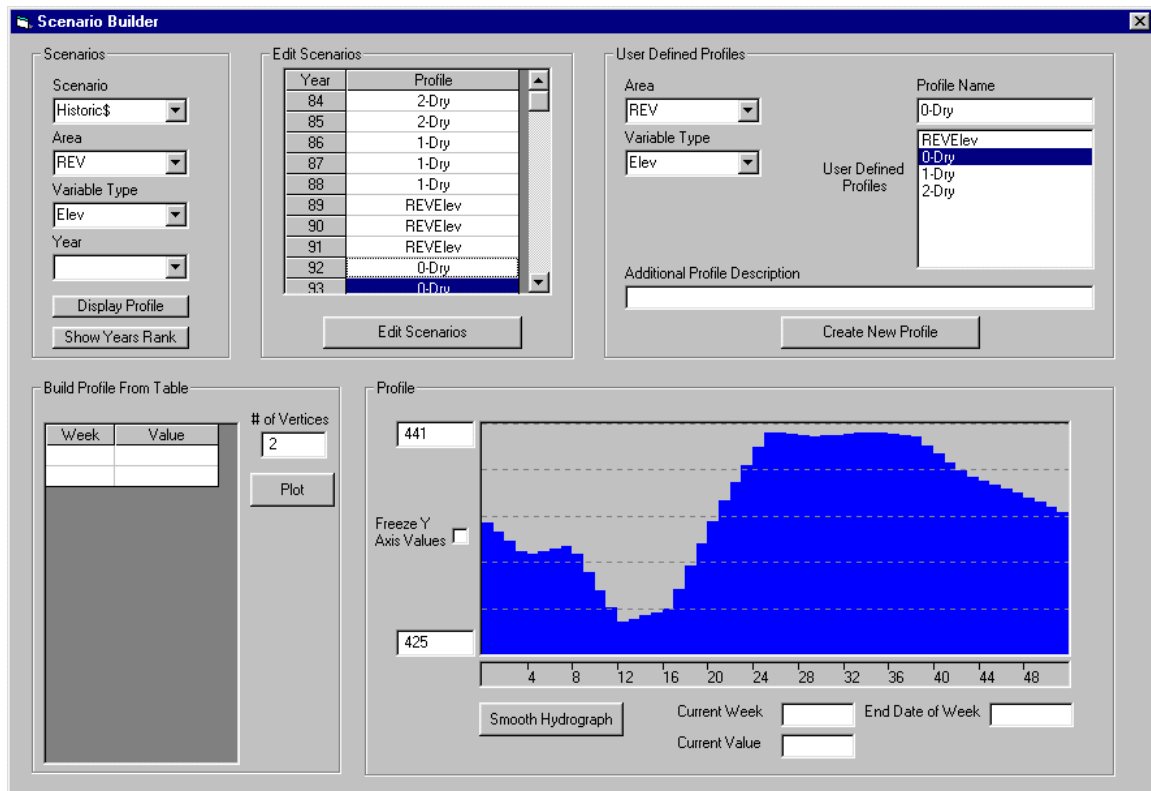 Scenario Builder
Scenarios
Scenario
Historic$
Area
REV
Variable Type
Elev
Year
Display Profile
Show Years Rank
Edit Scenarios
Year Profile
84 2-Dry
85 2-Dry
86 1-Dry
87 1-Dry
88 1-Dry
89 REVElev
90 REVElev
91 REVElev
92 0-Dry
93 0-Dry
Edit Scenarios
User Defined Profiles
Area
REV
Variable Type
Elev
Profile Name
0-Dry
User Defined
Profiles
REVElev
0-Dry
1-Dry
2-Dry
Additional Profile Description
Create New Profile
Build Profile From Table
Week Value
# of Vertices
2
Plot
Profile
441
Freeze Y
Axis Values
425
4 8 12 16 20 24 28 32 36 40 44 48
Smooth Hydrograph
Current Week
End Date of Week
Current Value